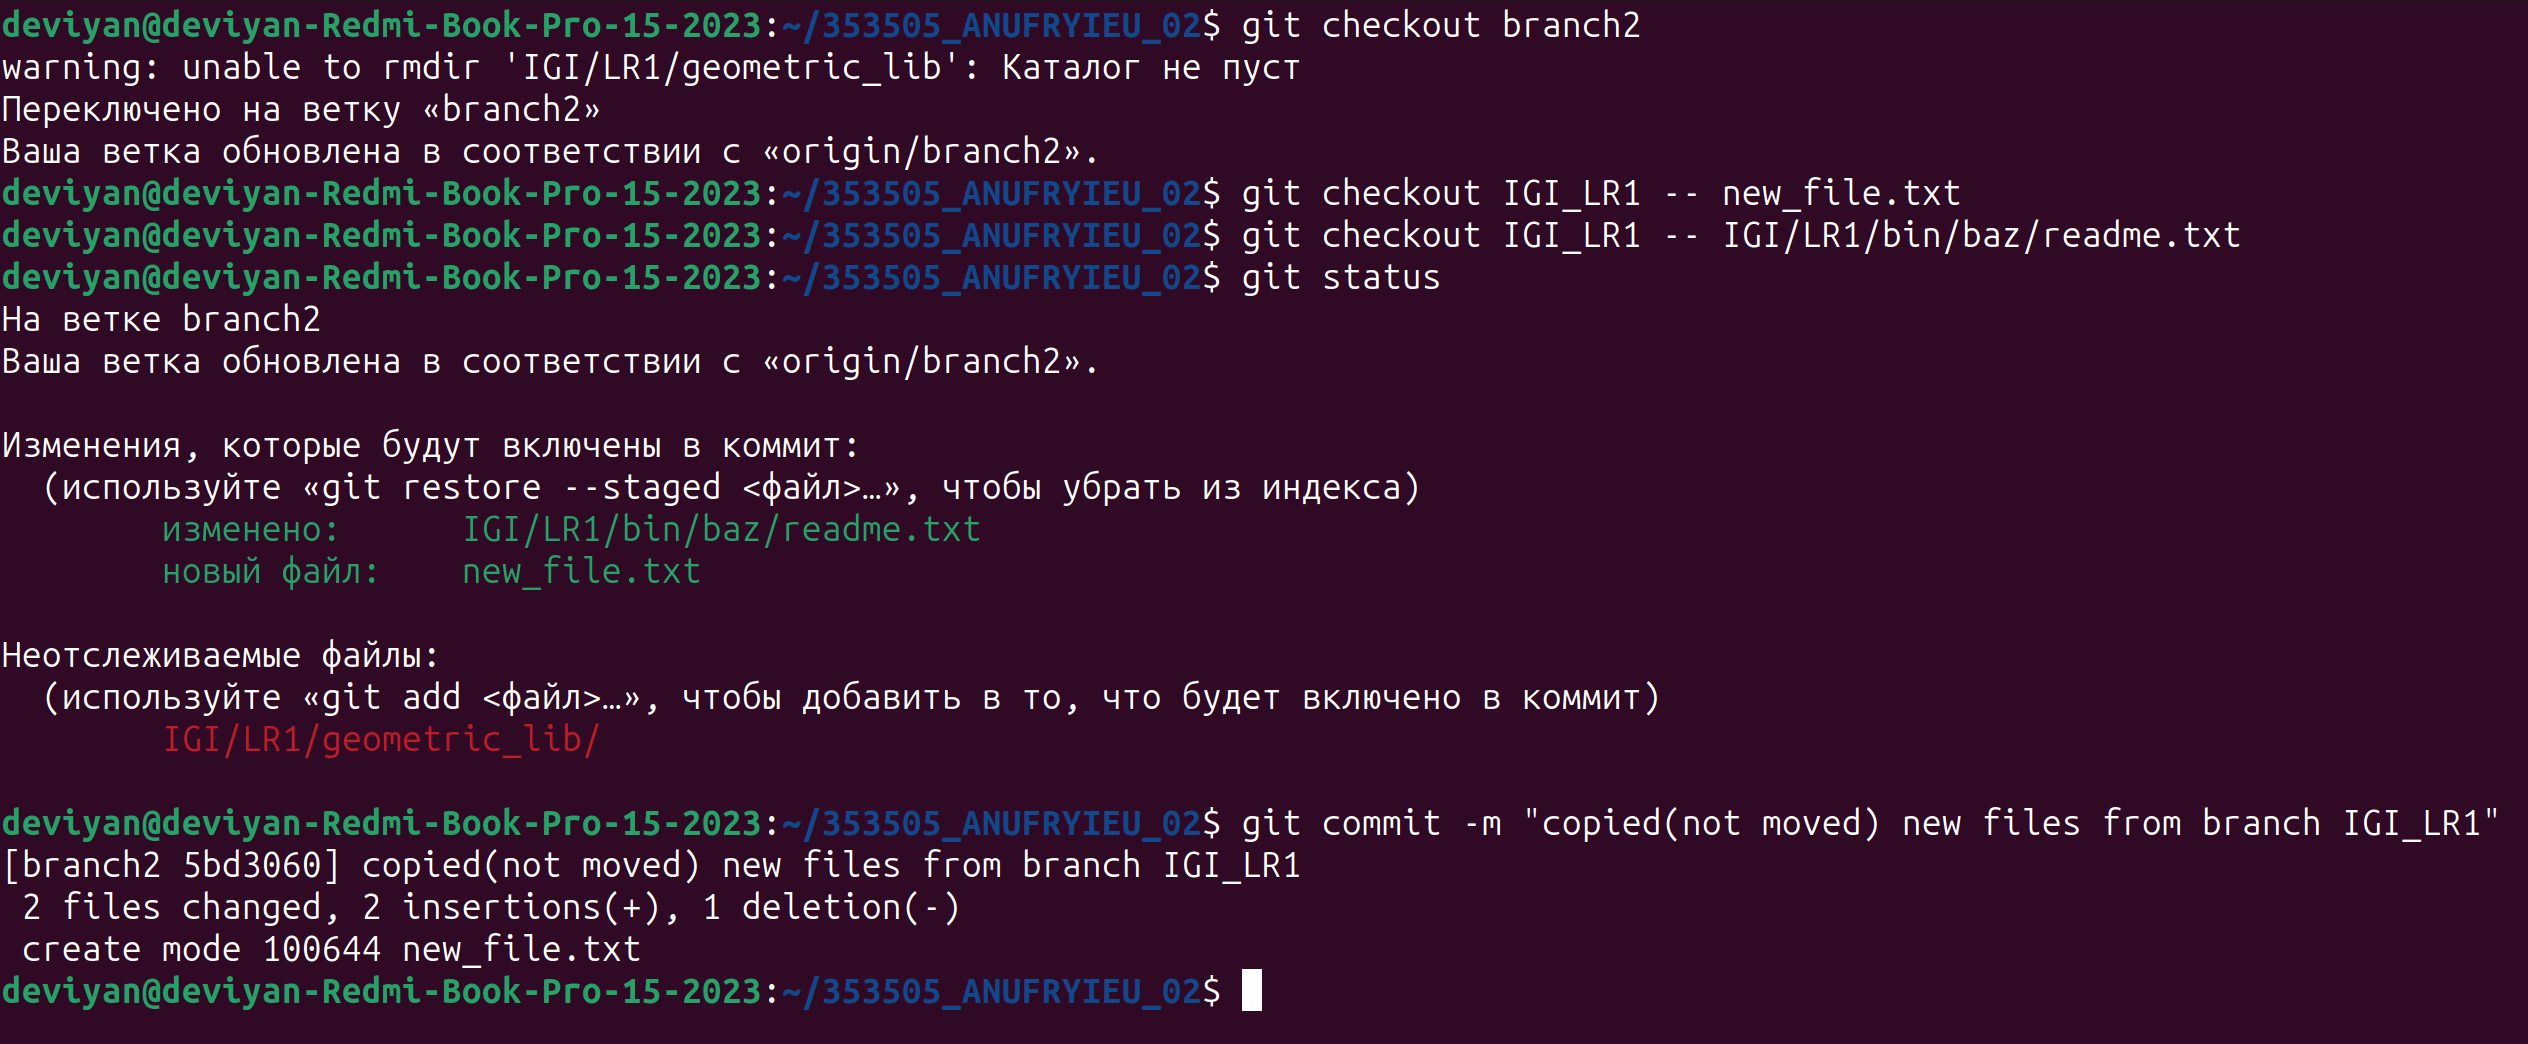 deviyan@deviyan-Redmi-Book-Pro-15-2023:~/353505_ANUFRYIEU_02$ git checkout branch2
warning: unable to rmdir 'IGI/LR1/geometric_lib': Каталог не пуст
Переключено на ветку «branch2»
Ваша ветка обновлена в соответствии с «origin/branch2».
deviyan@deviyan-Redmi-Book-Pro-15-2023:~/353505_ANUFRYIEU_02$ git checkout IGI_LR1 -- new_file.txt
deviyan@deviyan-Redmi-Book-Pro-15-2023:~/353505_ANUFRYIEU_02$ git checkout IGI_LR1 -- IGI/LR1/bin/baz/readme.txt
deviyan@deviyan-Redmi-Book-Pro-15-2023:~/353505_ANUFRYIEU_02$ git status
На ветке branch2
Ваша ветка обновлена в соответствии с «origin/branch2».
Изменения, которые будут включены в коммит:
  (используйте «git restore --staged <файл>…», чтобы убрать из индекса)
        изменено:      IGI/LR1/bin/baz/readme.txt
        новый файл:    new_file.txt
Неотслеживаемые файлы:
  (используйте «git add <файл>…», чтобы добавить в то, что будет включено в коммит)
        IGI/LR1/geometric_lib/
deviyan@deviyan-Redmi-Book-Pro-15-2023:~/353505_ANUFRYIEU_02$ git commit -m "copied(not moved) new files from branch IGI_LR1"
[branch2 5bd3060] copied(not moved) new files from branch IGI_LR1
 2 files changed, 2 insertions(+), 1 deletion(-)
 create mode 100644 new_file.txt
deviyan@deviyan-Redmi-Book-Pro-15-2023:~/353505_ANUFRYIEU_02$